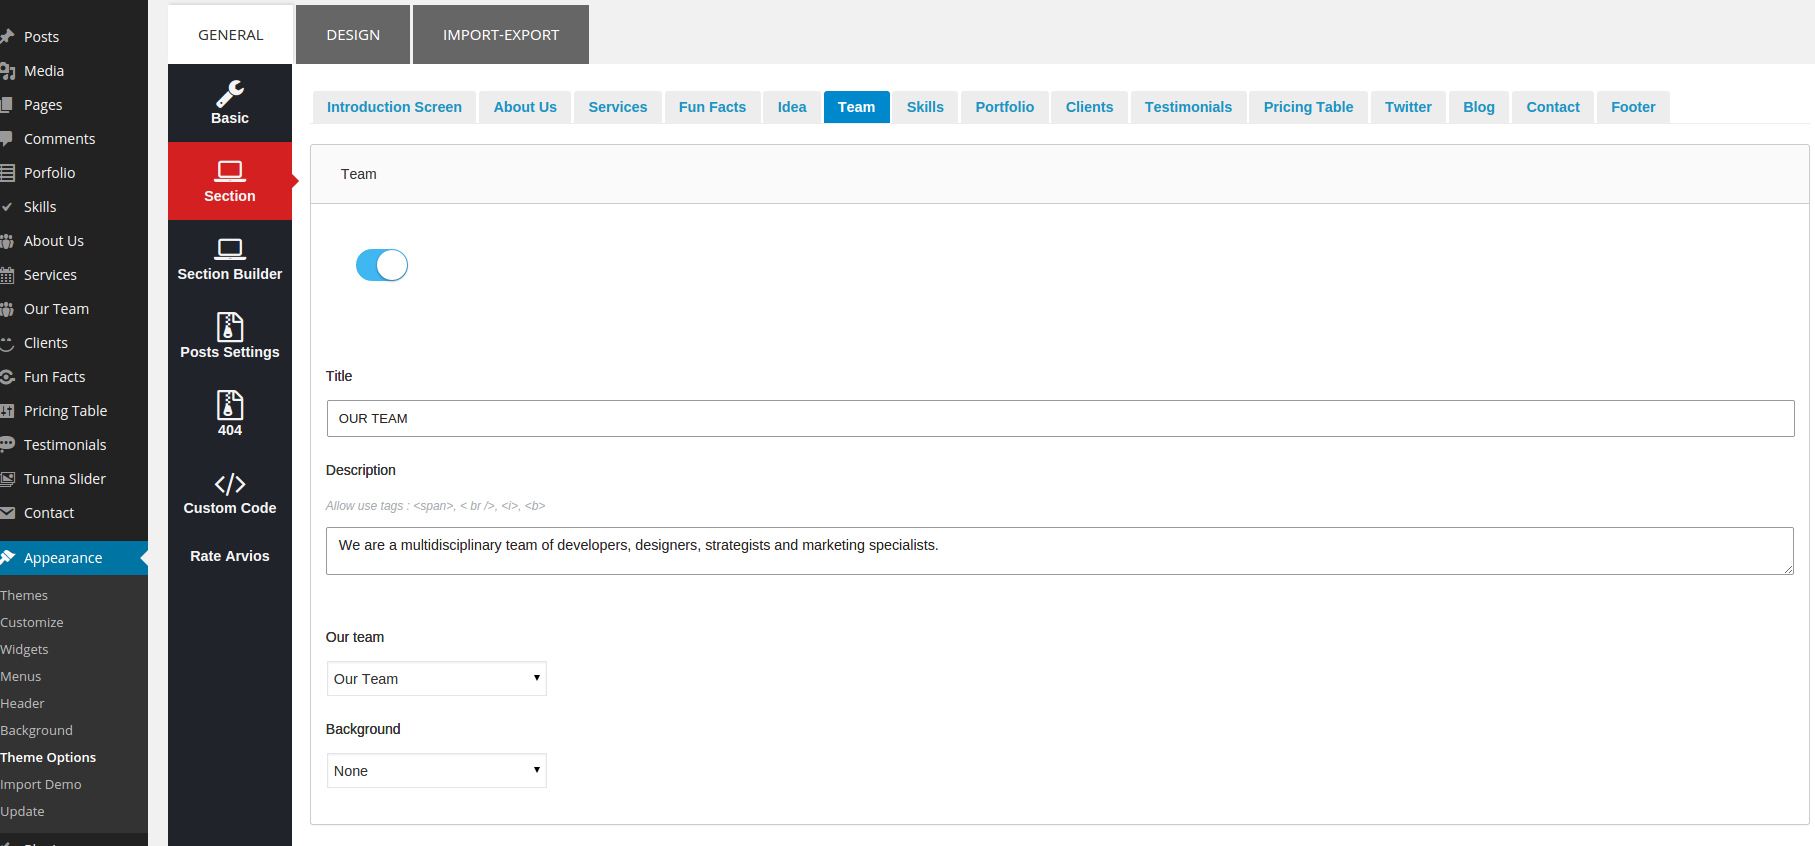 Posts
Media
Pages
Comments
Porfolio
Skills
About Us
Services
Our Team
Clients
Fun Facts
Pricing Table
Testimonials
Tunna Slider
Contact
Appearance
Themes
Customize
Widgets
Menus
Header
Background
Theme Options
Import Demo
Update
GENERAL DESIGN IMPORT-EXPORT
Basic
Section
Section Builder
Posts Settings
404
Custom Code
Rate Arvios
Introduction Screen About Us Services Fun Facts Idea Team Skills Portfolio Clients Testimonials Pricing Table Twitter Blog Contact Footer
Team
Title
OUR TEAM
Description
Allow use tags : <span>, < br />, <i>, <b>
We are a multidisciplinary team of developers, designers, strategists and marketing specialists.
Our team
Our Team
Background
None